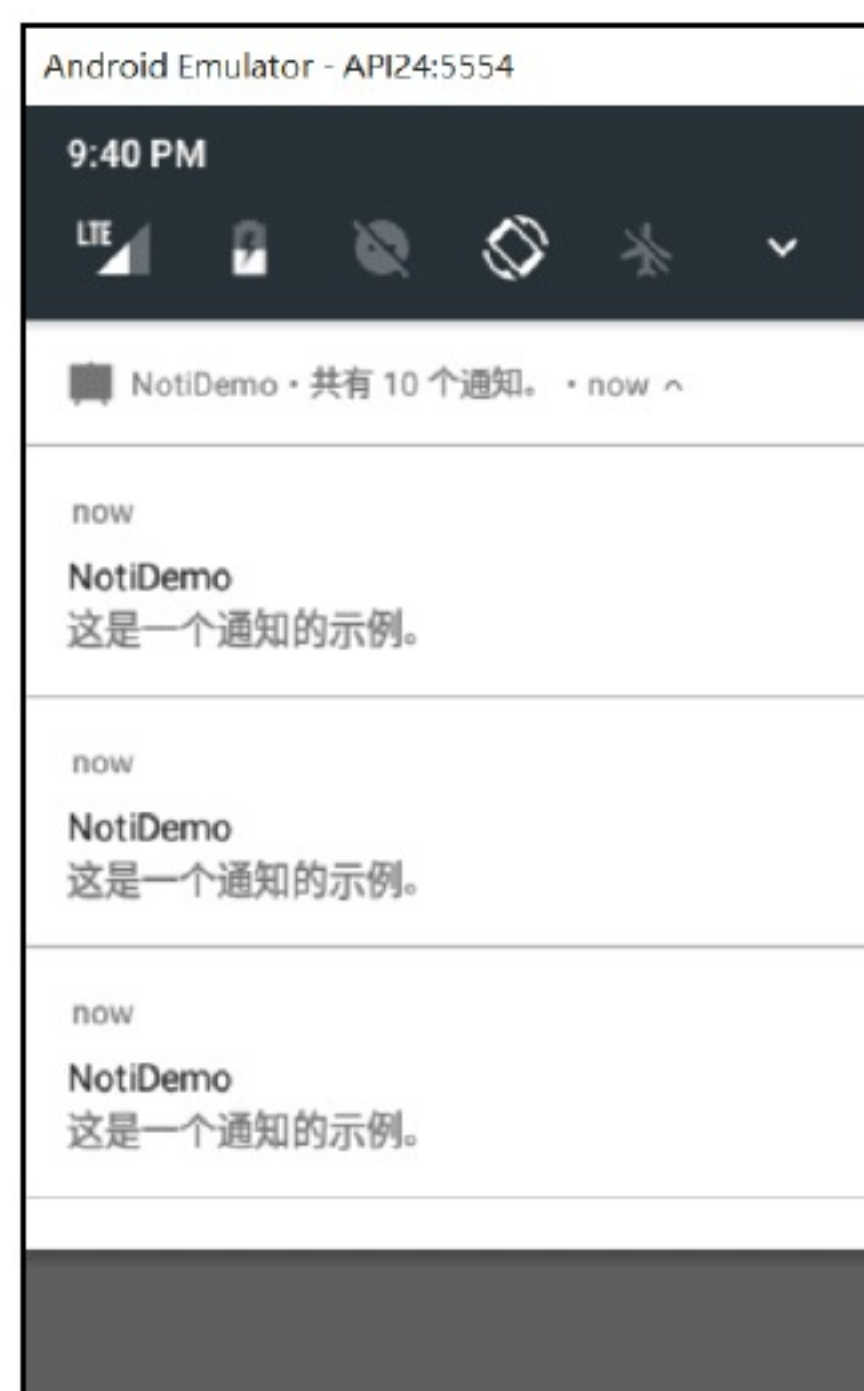 Android Emulator - API24:5554
9:40 PM
LTE
NotiDemo • 共有 10 个通知。 • now
now
NotiDemo
这是一个通知的示例。
now
NotiDemo
这是一个通知的示例。
now
NotiDemo
这是一个通知的示例。